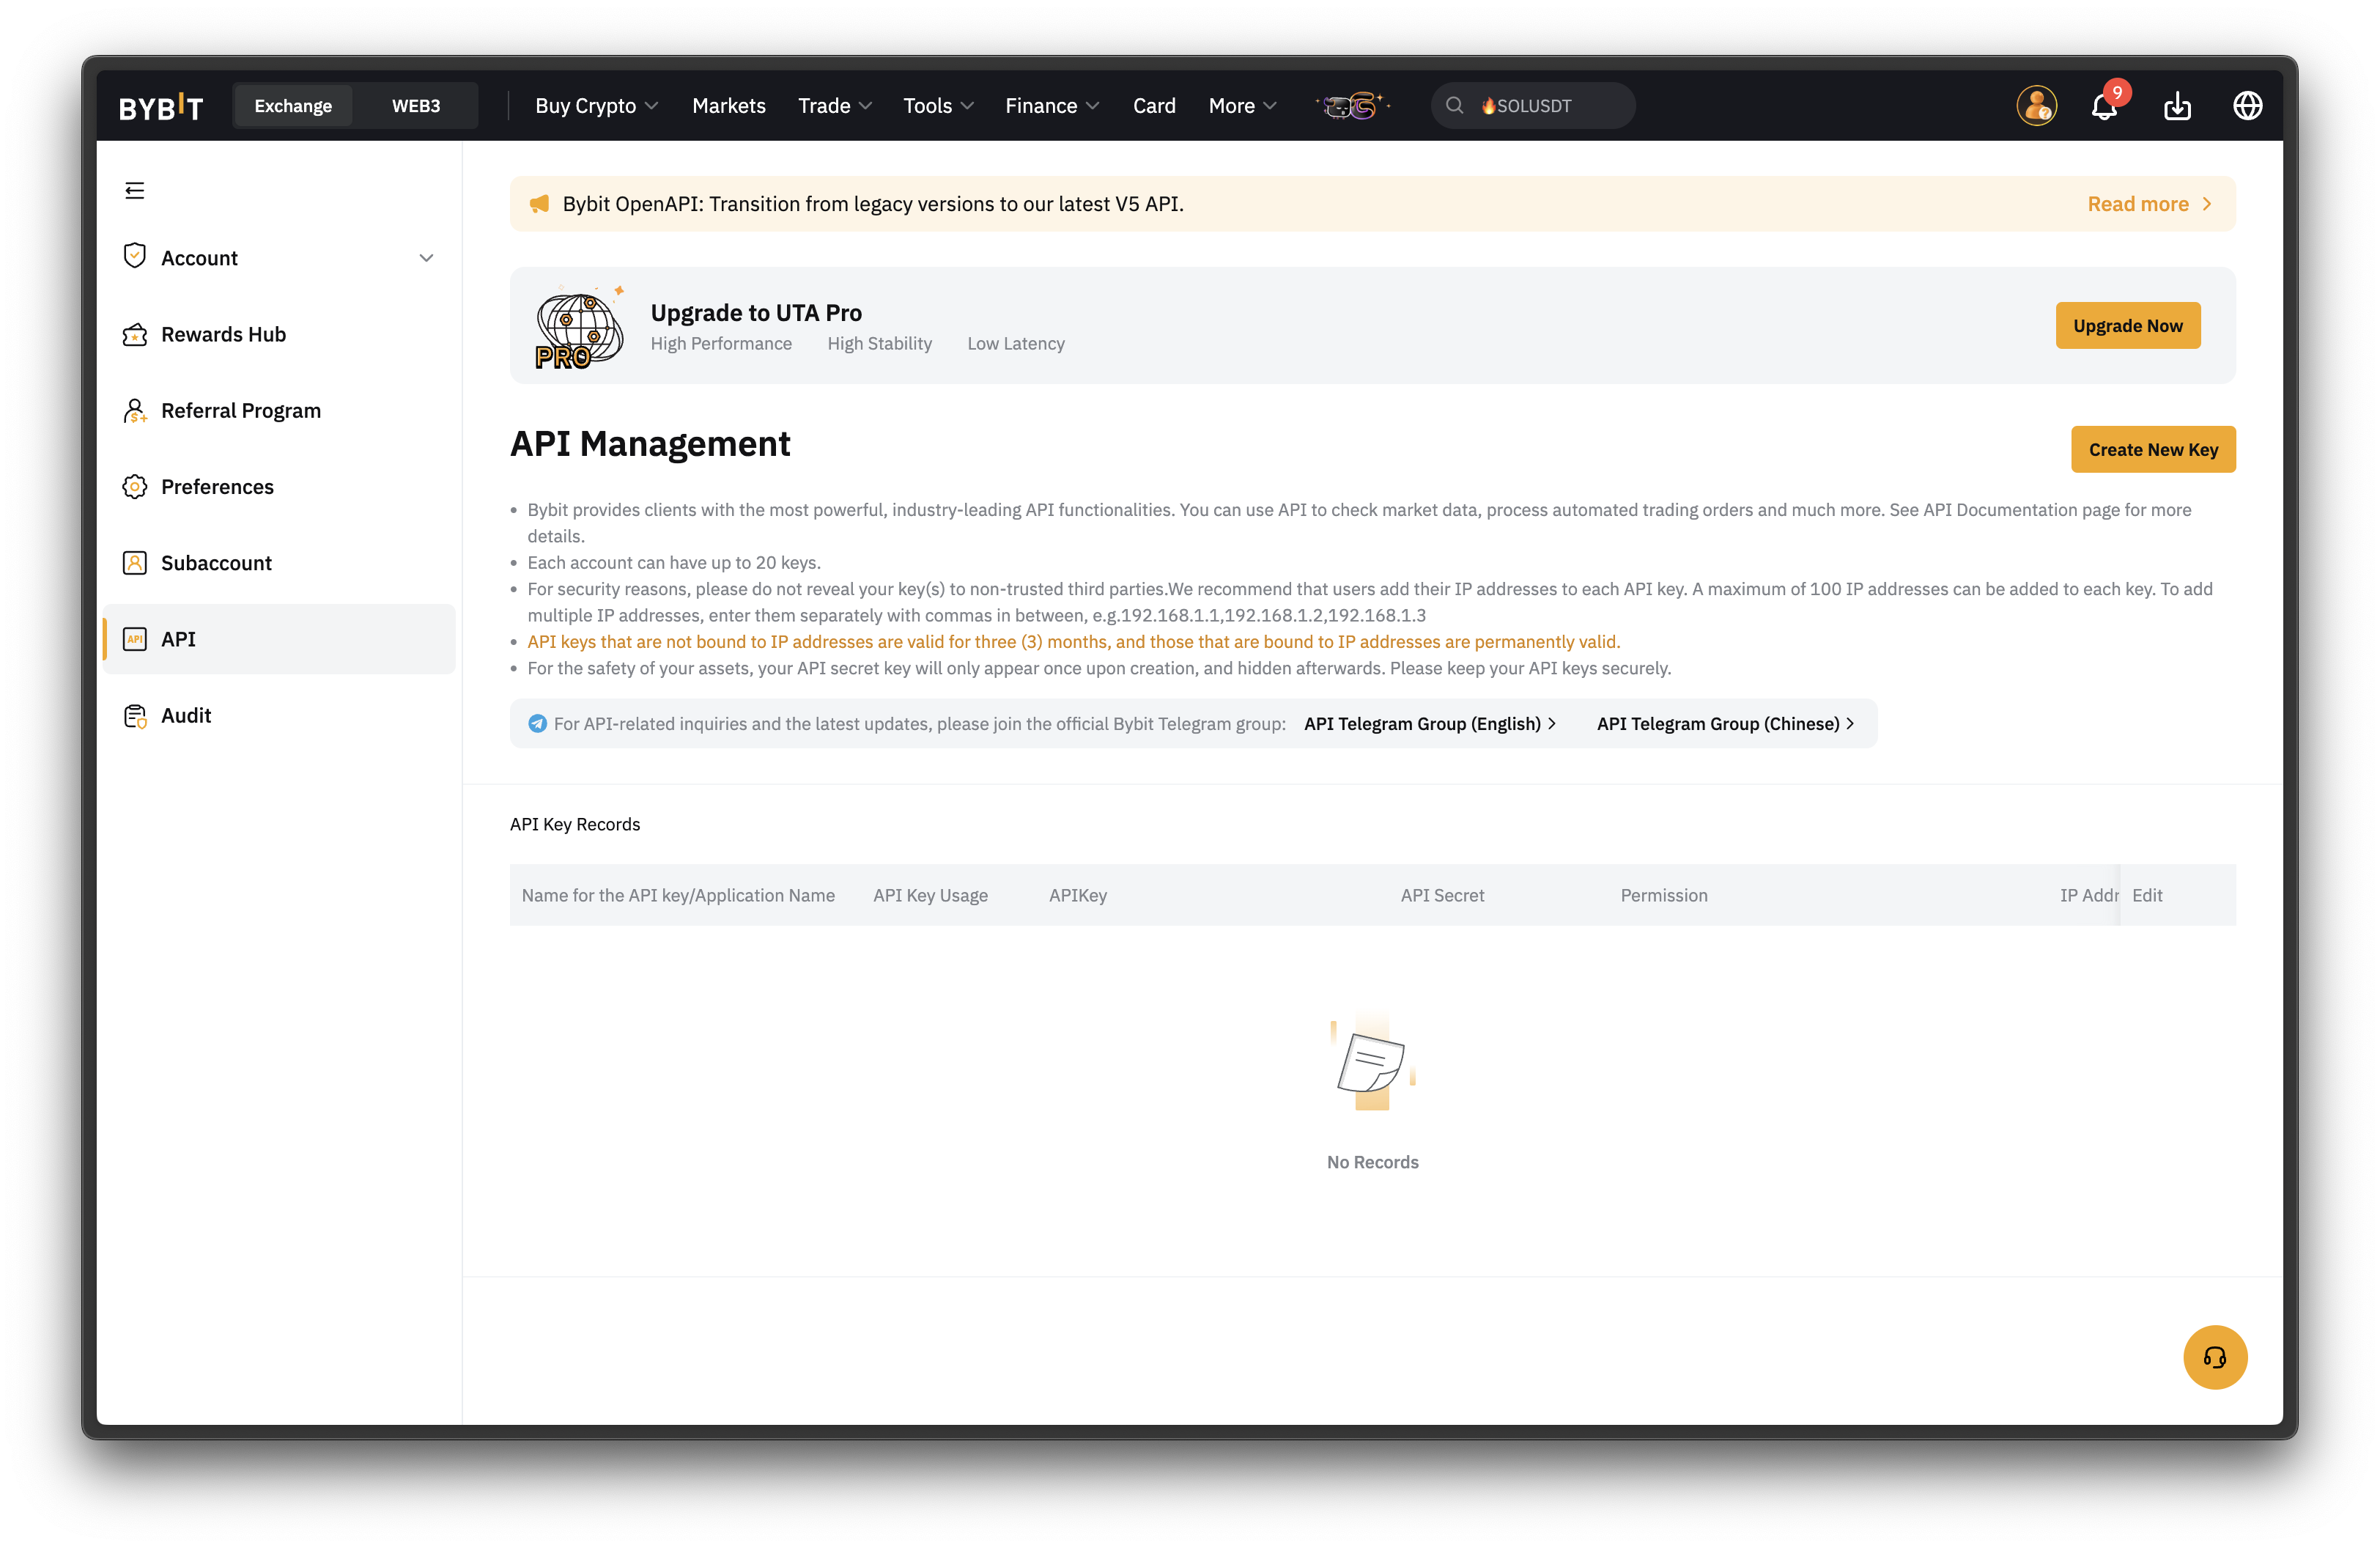 BYBIT Exchange WEB3 Buy Crypto Markets Trade Tools Finance Card More 🔥SOLUSDT 9
Bybit OpenAPI: Transition from legacy versions to our latest V5 API. Read more
PRO
Upgrade to UTA Pro
High Performance High Stability Low Latency
Upgrade Now
Account
Rewards Hub
Referral Program
Preferences
Subaccount
API API
Audit
API Management
Create New Key
• Bybit provides clients with the most powerful, industry-leading API functionalities. You can use API to check market data, process automated trading orders and much more. See API Documentation page for more
details.
• Each account can have up to 20 keys.
• For security reasons, please do not reveal your key(s) to non-trusted third parties.We recommend that users add their IP addresses to each API key. A maximum of 100 IP addresses can be added to each key. To add
multiple IP addresses, enter them separately with commas in between, e.g.192.168.1.1,192.168.1.2,192.168.1.3
• API keys that are not bound to IP addresses are valid for three (3) months, and those that are bound to IP addresses are permanently valid.
• For the safety of your assets, your API secret key will only appear once upon creation, and hidden afterwards. Please keep your API keys securely.
For API-related inquiries and the latest updates, please join the official Bybit Telegram group: API Telegram Group (English) API Telegram Group (Chinese)
API Key Records
Name for the API key/Application Name API Key Usage APIKey API Secret Permission IP Addr Edit
No Records